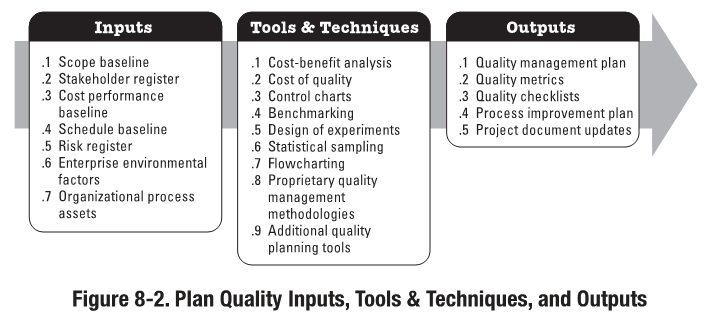 Inputs
.1 Scope baseline
.2 Stakeholder register
.3 Cost performance
baseline
.4 Schedule baseline
.5 Risk register
.6 Enterprise environmental
factors
.7 Organizational process
assets
Tools & Techniques
.1 Cost-benefit analysis
.2 Cost of quality
.3 Control charts
.4 Benchmarking
.5 Design of experiments
.6 Statistical sampling
.7 Flowcharting
.8 Proprietary quality
management
methodologies
.9 Additional quality
planning tools
Outputs
.1 Quality management plan
.2 Quality metrics
.3 Quality checklists
.4 Process improvement plan
.5 Project document updates
Figure 8-2. Plan Quality Inputs, Tools & Techniques, and Outputs